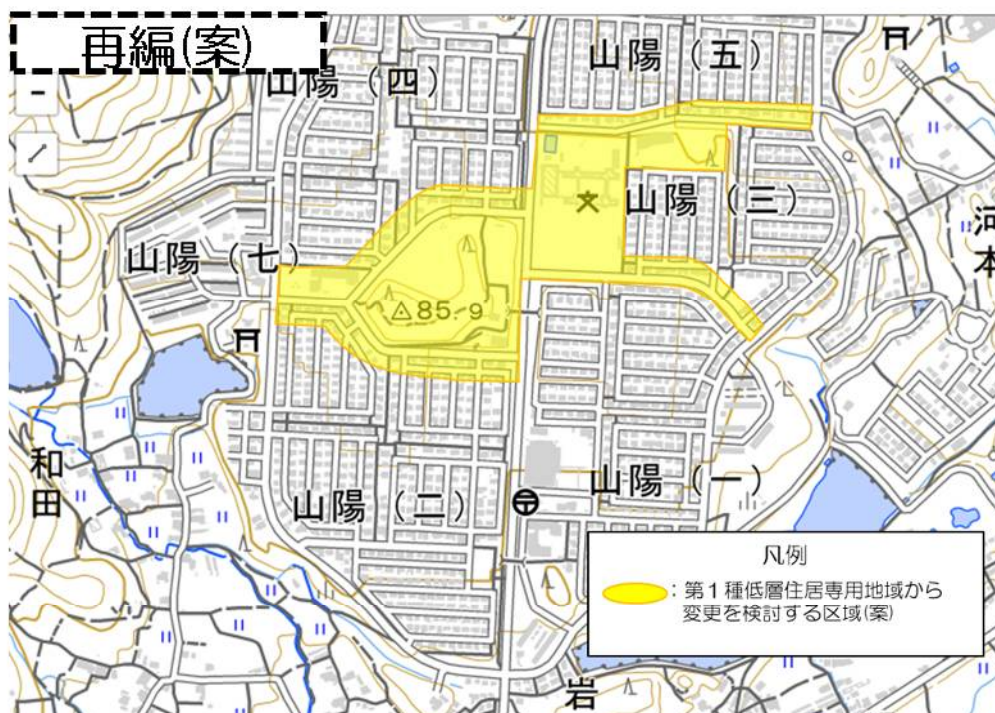 再編(案)
山陽(四)
山陽(五)
山陽(三)
河本
山陽(七)
85.9
和田
山陽(二)
山陽(一)
岩
凡例
:第1種低層住居専用地域から
変更を検討する区域(案)